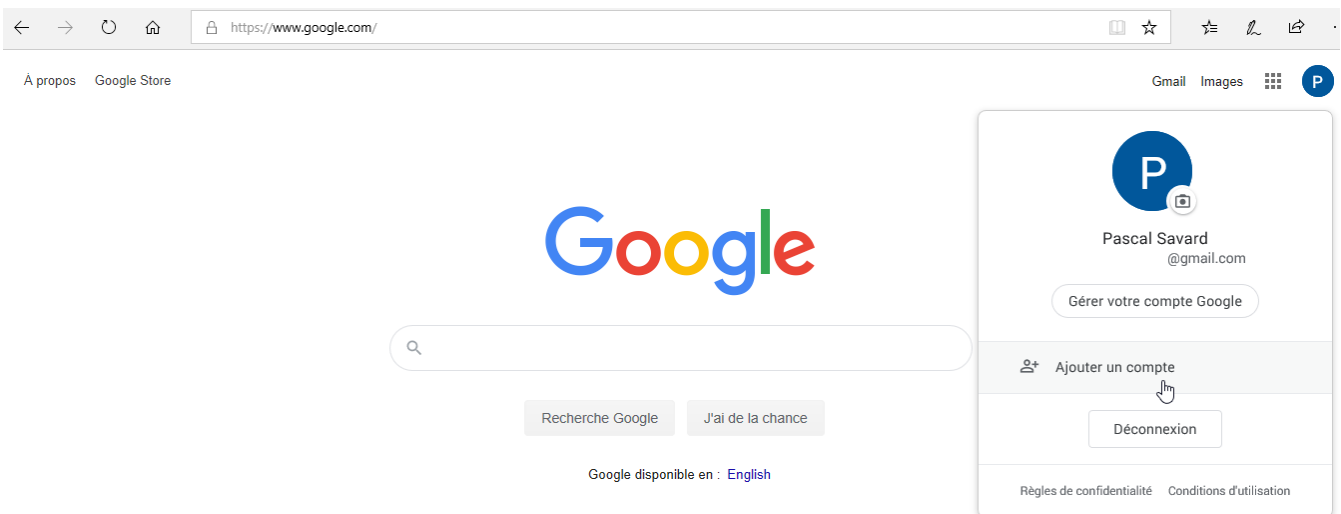 https://www.google.com/
À propos Google Store
Gmail Images P
P
Pascal Savard
@gmail.com
Gérer votre compte Google
Ajouter un compte
Déconnexion
Règles de confidentialité Conditions d'utilisation
Google
Recherche Google J'ai de la chance
Google disponible en : English